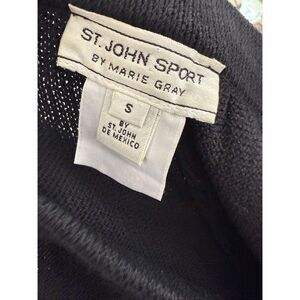 ST. JOHN SPORT
BY MARIE GRAY
S
BY
ST. JOHN
DE MEXICO